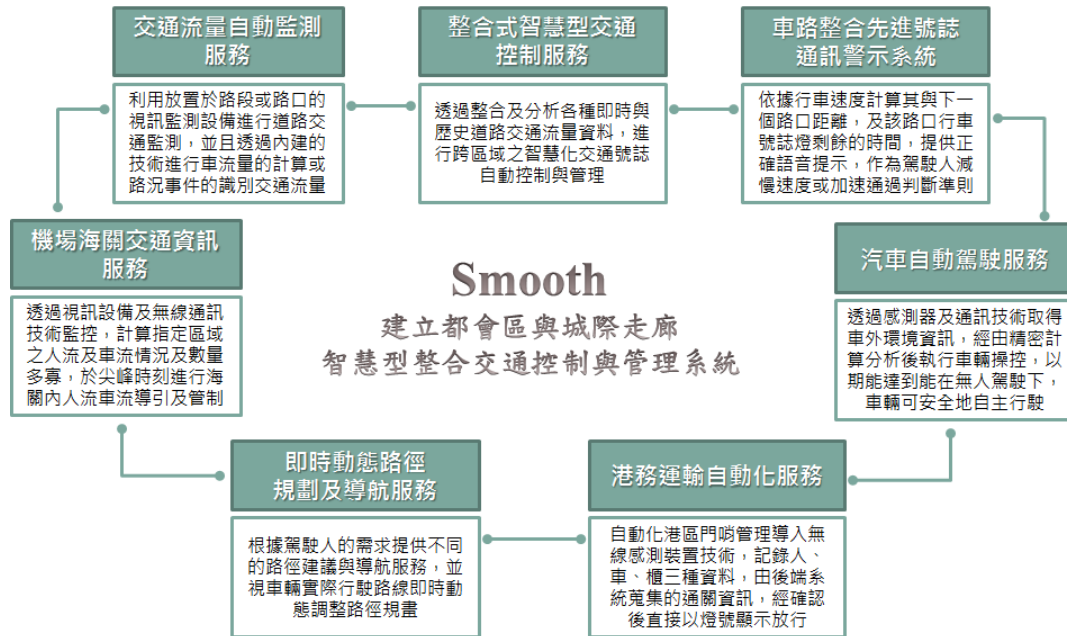 交通流量自動監測
服務
利用放置於路段或路口的
視訊監測設備進行道路交
通監測，並且透過內建的
技術進行車流量的計算或
路況事件的識別交通流量
整合式智慧型交通
控制服務
透過整合及分析各種即時與
歷史道路交通流量資料，進
行跨區域之智慧化交通號誌
自動控制與管理
車路整合先進號誌
通訊警示系統
依據行車速度計算其與下一
個路口距離，及該路口行車
號誌燈剩餘的時間，提供正
確語音提示，作為駕駛人減
慢速度或加速通過判斷準則
機場海關交通資訊
服務
透過視訊設備及無線通訊
技術監控，計算指定區域
之人流及車流情況及數量
多寡，於尖峰時刻進行海
關內人流車流導引及管制
Smooth
建立都會區與城際走廊
智慧型整合交通控制與管理系統
汽車自動駕駛服務
透過感測器及通訊技術取得
車外環境資訊，經由精密計
算分析後執行車輛操控，以
期能達到能在無人駕駛下，
車輛可安全地自主行駛
即時動態路徑
規劃及導航服務
根據駕駛人的需求提供不同
的路徑建議與導航服務，並
視車輛實際行駛路線即時動
態調整路徑規畫
港務運輸自動化服務
自動化港區門哨管理導入無
線感測裝置技術，記錄人、
車、櫃三種資料，由後端系
統蒐集的通關資訊，經確認
後直接以燈號顯示放行